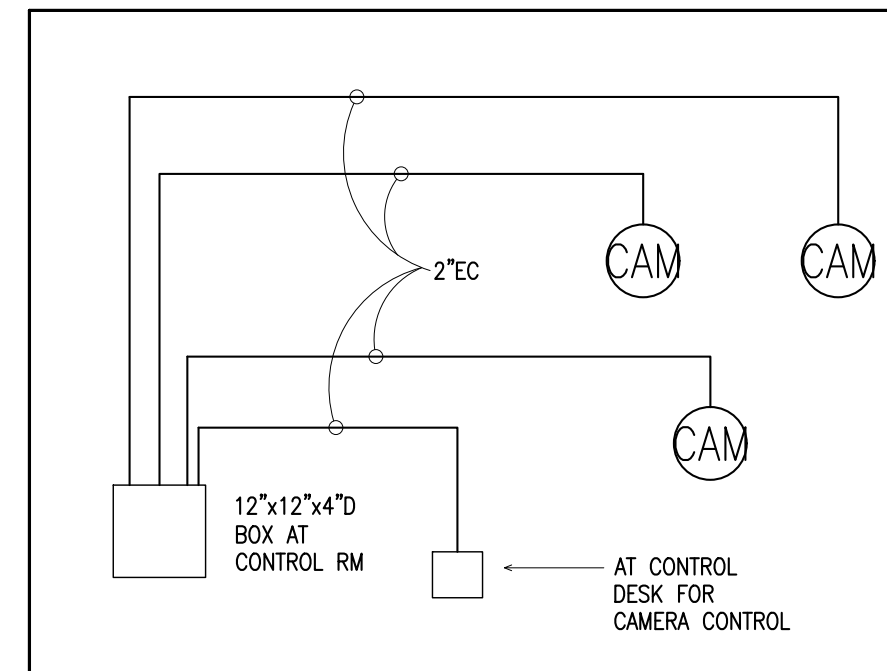 CAM
CAM
2"EC
CAM
12"x12"x4"D
BOX AT
CONTROL RM
AT CONTROL
DESK FOR
CAMERA CONTROL